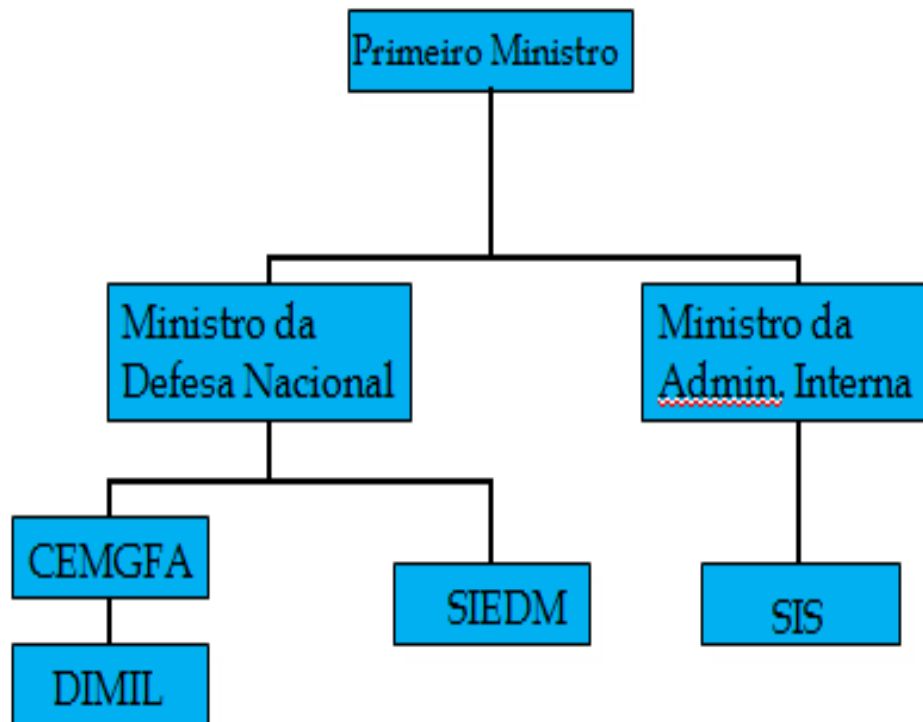 Primeiro Ministro
Ministro da
Defesa Nacional
Ministro da
Admin. Interna
CEMGFA
SIEDM
SIS
DIMIL